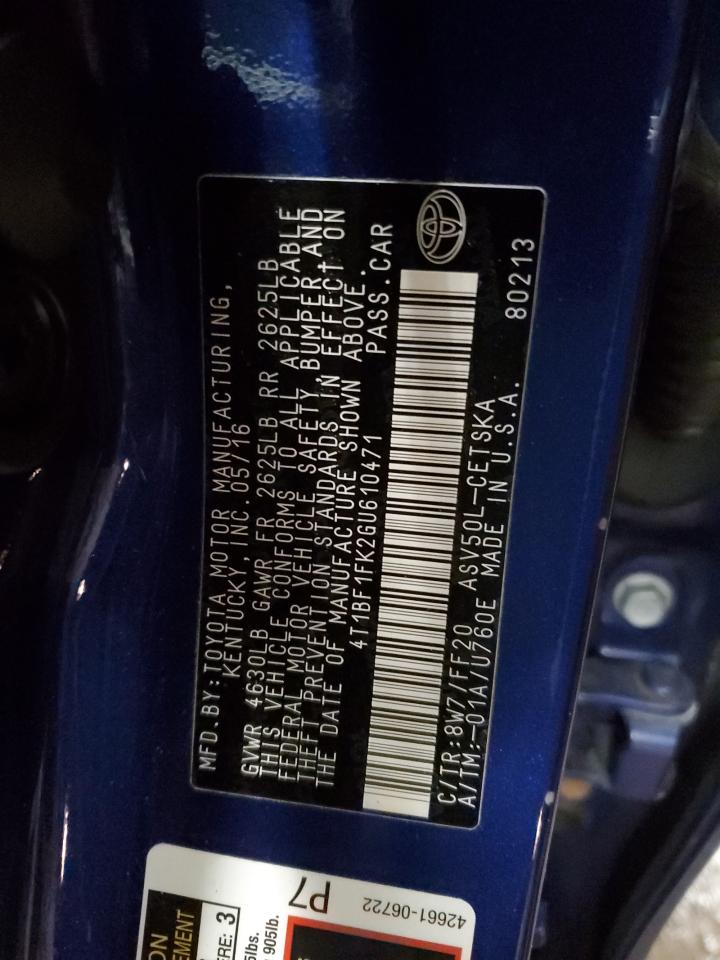 MFD.BY:TOYOTA MOTOR MANUFACTURING,
KENTUCKY, INC. 05/16
GVWR 4630LB GAWR FR 2625LB RR 2625LB
THIS VEHICLE CONFORMS TO ALL APPLICABLE
FEDERAL MOTOR VEHICLE SAFETY, BUMPER, AND
THEFT PREVENTION STANDARDS IN EFFECT ON
THE DATE OF MANUFACTURE SHOWN ABOVE.
4T1BF1FK2GU610471 PASS.CAR
C/TR:8W7/FF20 ASV50L-CETSKA
A/TM:-01A/U760E MADE IN U.S.A. 80213
P7
42661-06722
3
905lb.